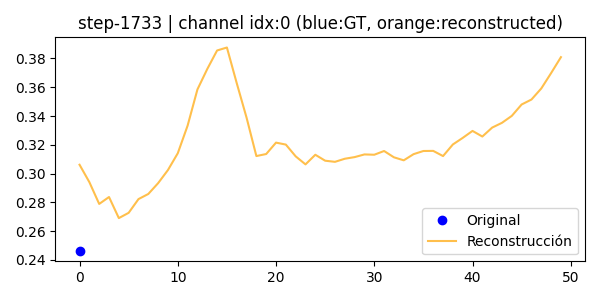 step-1733 | channel idx:0 (blue:GT, orange:reconstructed)
0.38
0.36
0.34
0.32
0.30
0.28
0.26
0.24
0 10 20 30 40 50
Original
Reconstrucción